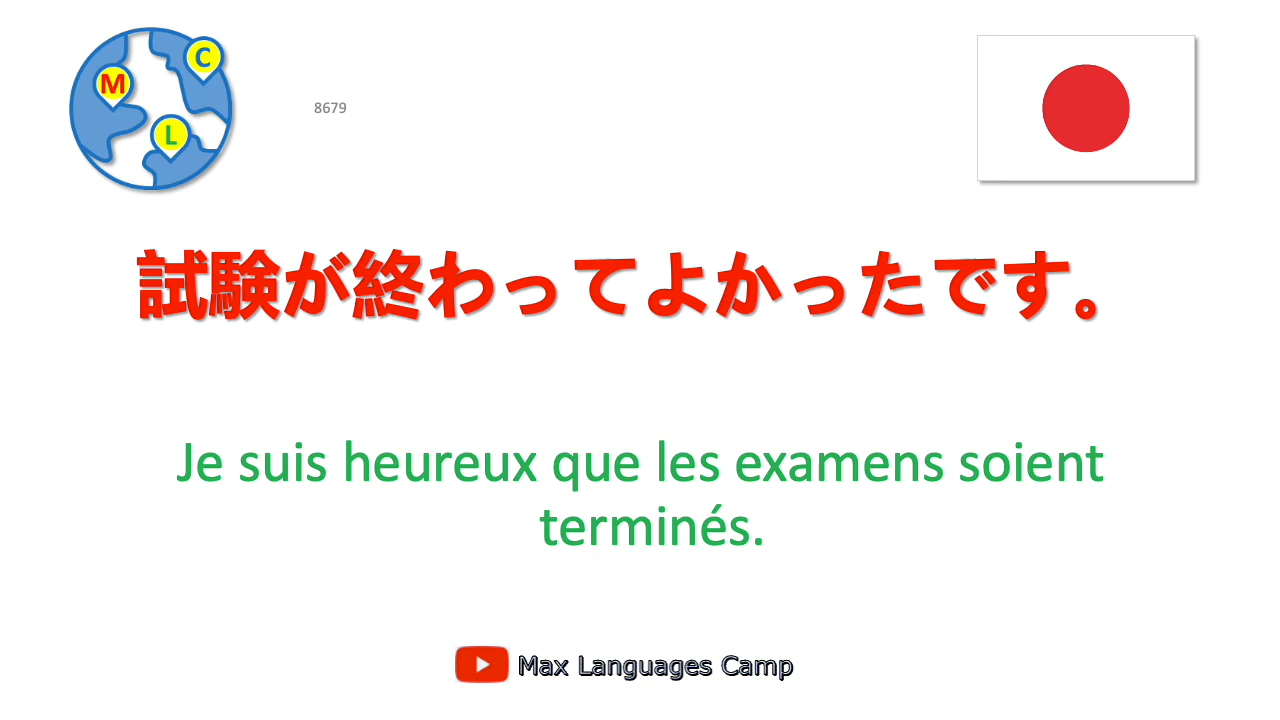 M
C
L
8679
試験が終わってよかったです。
Je suis heureux que les examens soient
terminés.
Max Languages Camp